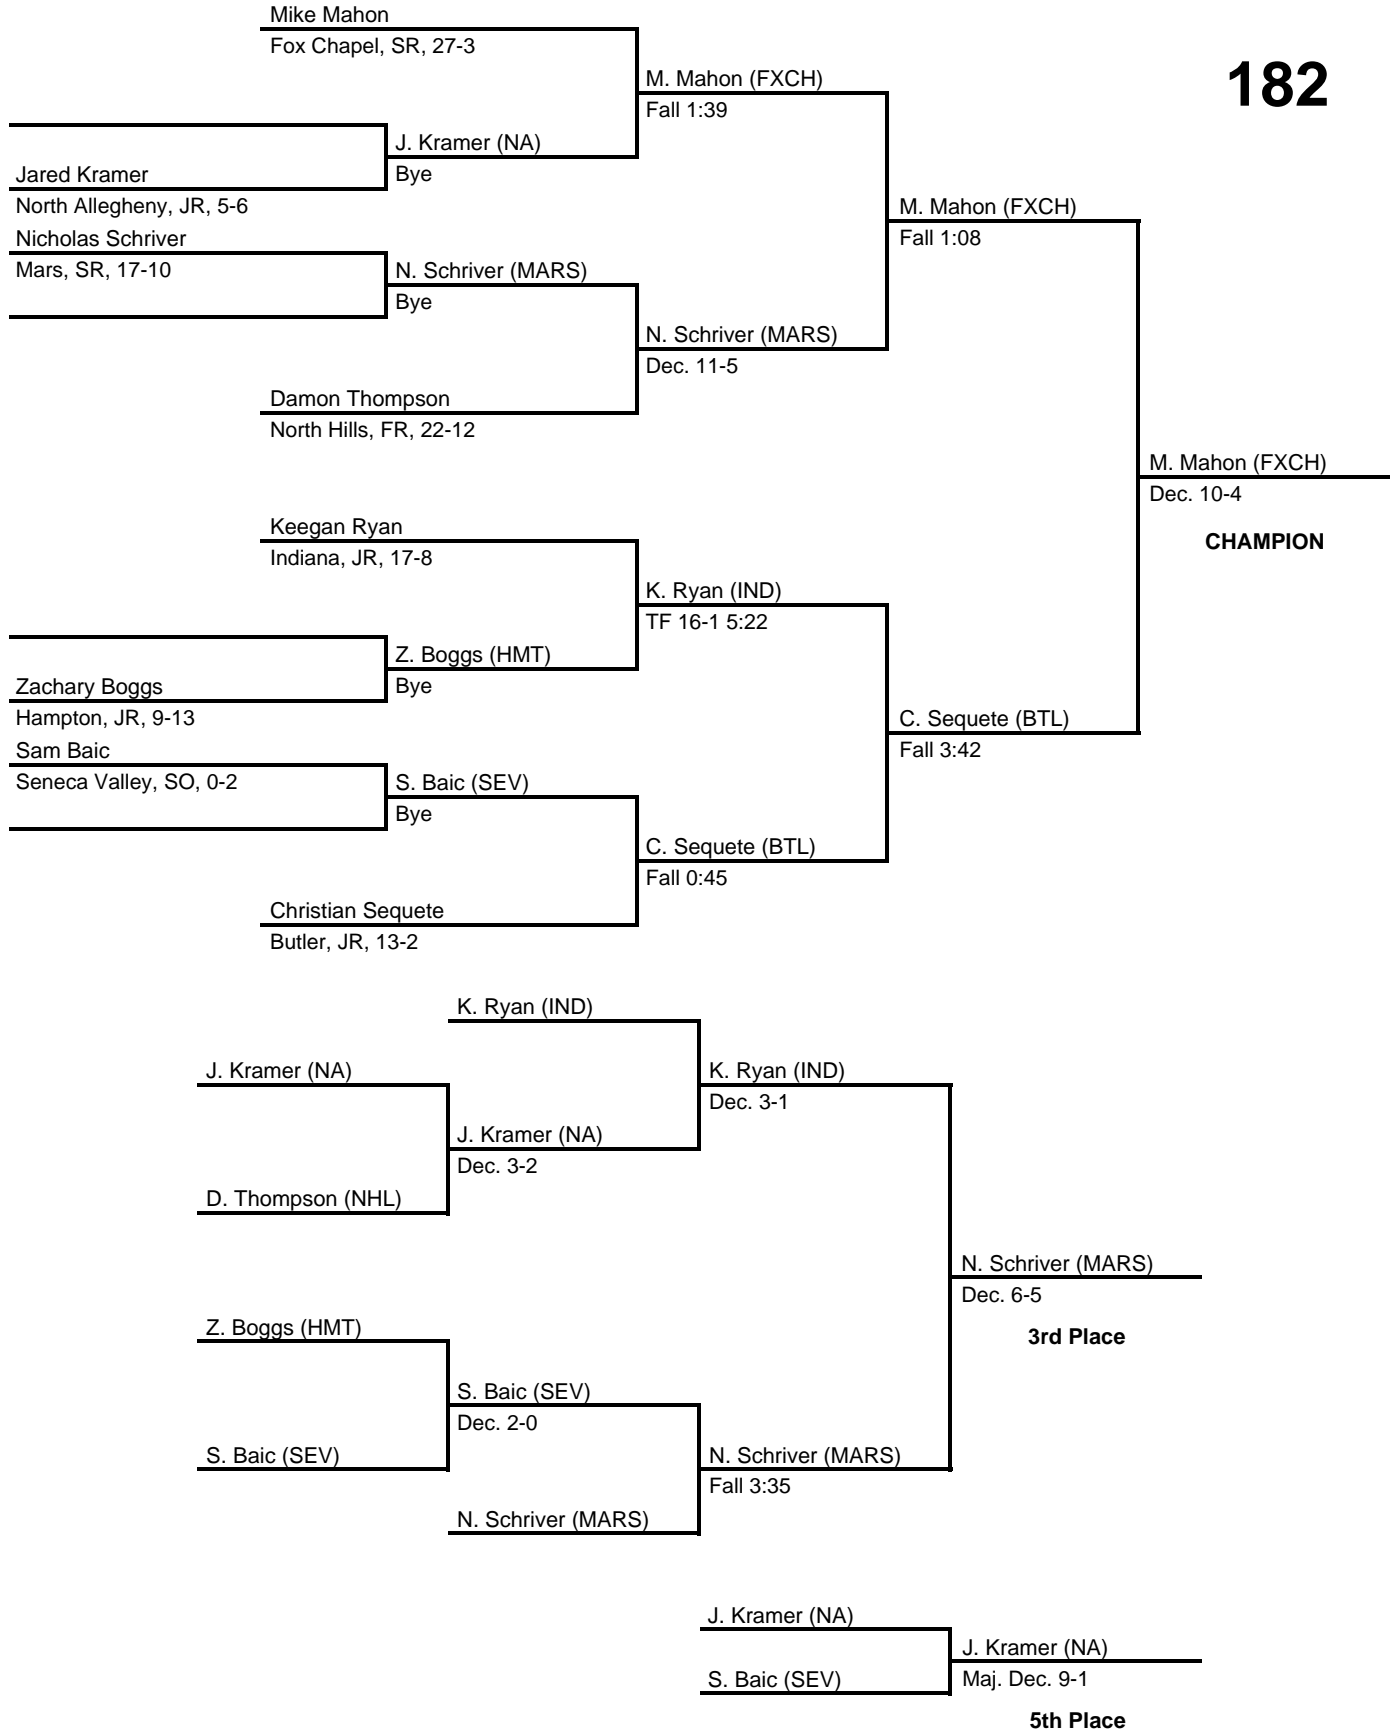 Mike Mahon
Fox Chapel, SR, 27-3
182
M. Mahon (FXCH)
Fall 1:39
J. Kramer (NA)
Bye
Jared Kramer
North Allegheny, JR, 5-6
M. Mahon (FXCH)
Fall 1:08
Nicholas Schriver
Mars, SR, 17-10
N. Schriver (MARS)
Bye
N. Schriver (MARS)
Dec. 11-5
Damon Thompson
North Hills, FR, 22-12
M. Mahon (FXCH)
Dec. 10-4
CHAMPION
Keegan Ryan
Indiana, JR, 17-8
K. Ryan (IND)
TF 16-1 5:22
Z. Boggs (HMT)
Bye
Zachary Boggs
Hampton, JR, 9-13
C. Sequete (BTL)
Fall 3:42
Sam Baic
Seneca Valley, SO, 0-2
S. Baic (SEV)
Bye
C. Sequete (BTL)
Fall 0:45
Christian Sequete
Butler, JR, 13-2
K. Ryan (IND)
J. Kramer (NA)
K. Ryan (IND)
Dec. 3-1
J. Kramer (NA)
Dec. 3-2
D. Thompson (NHL)
N. Schriver (MARS)
Dec. 6-5
3rd Place
Z. Boggs (HMT)
S. Baic (SEV)
Dec. 2-0
S. Baic (SEV)
N. Schriver (MARS)
Fall 3:35
N. Schriver (MARS)
J. Kramer (NA)
J. Kramer (NA)
Maj. Dec. 9-1
S. Baic (SEV)
5th Place